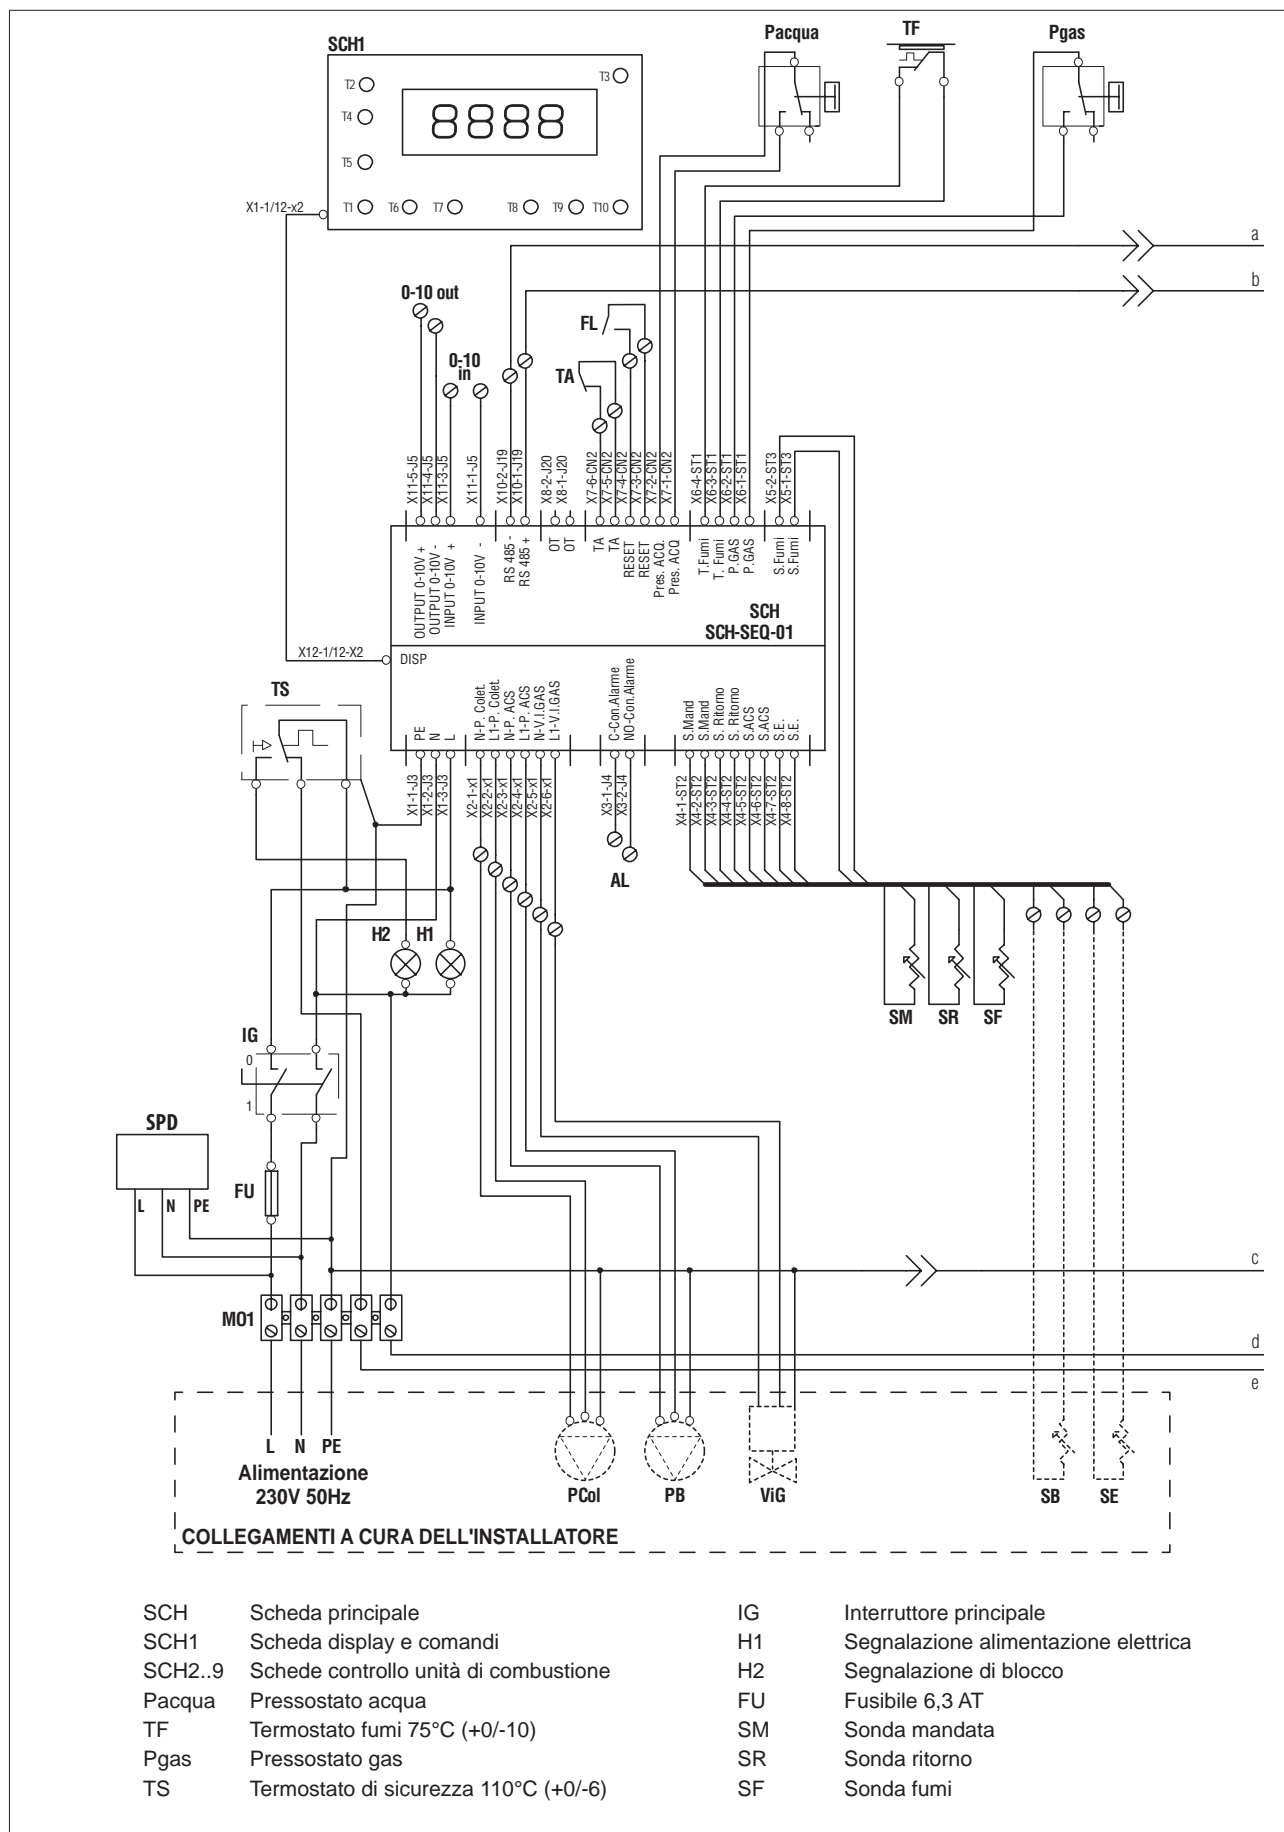 SCH1
Pacqua
TF
Pgas
T2
T3
T4
8888
T5
T1
T6
T7
T8
T9
T10
X1-1/12-x2
a
b
0-10 out
0-10
in
FL
TA
X11-5-J5
X11-4-J5
X11-3-J5
X11-1-J5
X10-2-J19
X10-1-J19
X8-2-J20
X8-1-J20
X7-6-CN2
X7-5-CN2
X7-4-CN2
X7-3-CN2
X7-2-CN2
X7-1-CN2
X6-4-ST1
X6-3-ST1
X6-2-ST1
X6-1-ST1
X5-2-ST3
X5-1-ST3
OUTPUT 0-10V +
OUTPUT 0-10V -
INPUT 0-10V +
INPUT 0-10V -
RS 485 -
RS 485 +
OT
OT
TA
TA
RESET
RESET
Pres. ACQ.
Pres. ACQ
T.Fumi
T. Fumi
P.GAS
P.GAS
S.Fumi
S.Fumi
SCH
SCH-SEQ-01
X12-1/12-X2
DISP
TS
PE
N
L
N-P. Colet.
L1-P. Colet.
N-P. ACS
L1-P. ACS
N-V.I.GAS
L1-V.I.GAS
C-Con.Alarme
NO-Con.Alarme
S.Mand
S.Mand
S. Ritorno
S. Ritorno
S.ACS
S.ACS
S.E.
S.E.
X1-1-J3
X1-2-J3
X1-3-J3
X2-1-x1
X2-2-x1
X2-3-x1
X2-4-x1
X2-5-x1
X2-6-x1
X3-1-J4
X3-2-J4
X4-1-ST2
X4-2-ST2
X4-3-ST2
X4-4-ST2
X4-5-ST2
X4-6-ST2
X4-7-ST2
X4-8-ST2
AL
H2
H1
SM
SR
SF
IG
0
1
SPD
FU
L
N
PE
c
MO1
d
e
L N PE
Alimentazione
230V 50Hz
PCol
PB
ViG
SB
SE
COLLEGAMENTI A CURA DELL'INSTALLATORE
SCH Scheda principale
SCH1 Scheda display e comandi
SCH2..9 Schede controllo unità di combustione
Pacqua Pressostato acqua
TF Termostato fumi 75°C (+0/-10)
Pgas Pressostato gas
TS Termostato di sicurezza 110°C (+0/-6)
IG Interruttore principale
H1 Segnalazione alimentazione elettrica
H2 Segnalazione di blocco
FU Fusibile 6,3 AT
SM Sonda mandata
SR Sonda ritorno
SF Sonda fumi